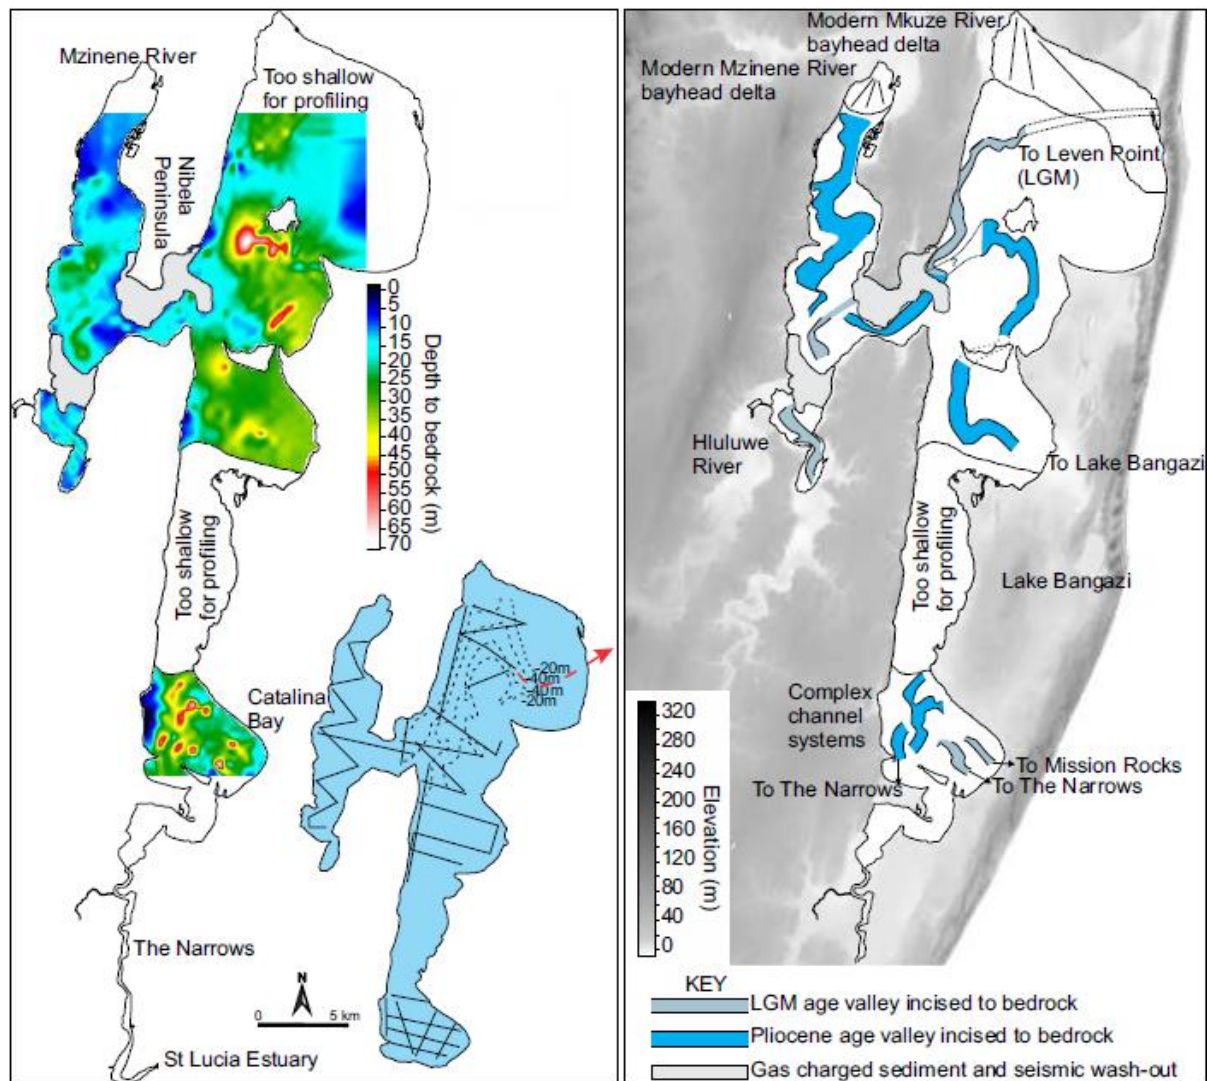 Mzinene River
Too shallow
for profiling
Nibela
Peninsula
0
5
10
-15
-20
-25
-30
-35
-40
-45
-50
-55
-60
65
-70
Depth to bedrock (m)
Too shallow
for profiling
Catalina
Bay
-20m
-40m
-40m
-20m
The Narrows
N
0 5 km
St Lucia Estuary
Modern Mkuze River
bayhead delta
Modern Mzinene River
bayhead delta
To Leven Point
(LGM)
Hluluwe
River
To Lake Bangazi
Too shallow
for profiling
Lake Bangazi
Complex
channel
systems
To Mission Rocks
To The Narrows
To The Narrows
320
280
240
200
160
120
80
40
0
Elevation (m)
KEY
LGM age valley incised to bedrock
Pliocene age valley incised to bedrock
Gas charged sediment and seismic wash-out